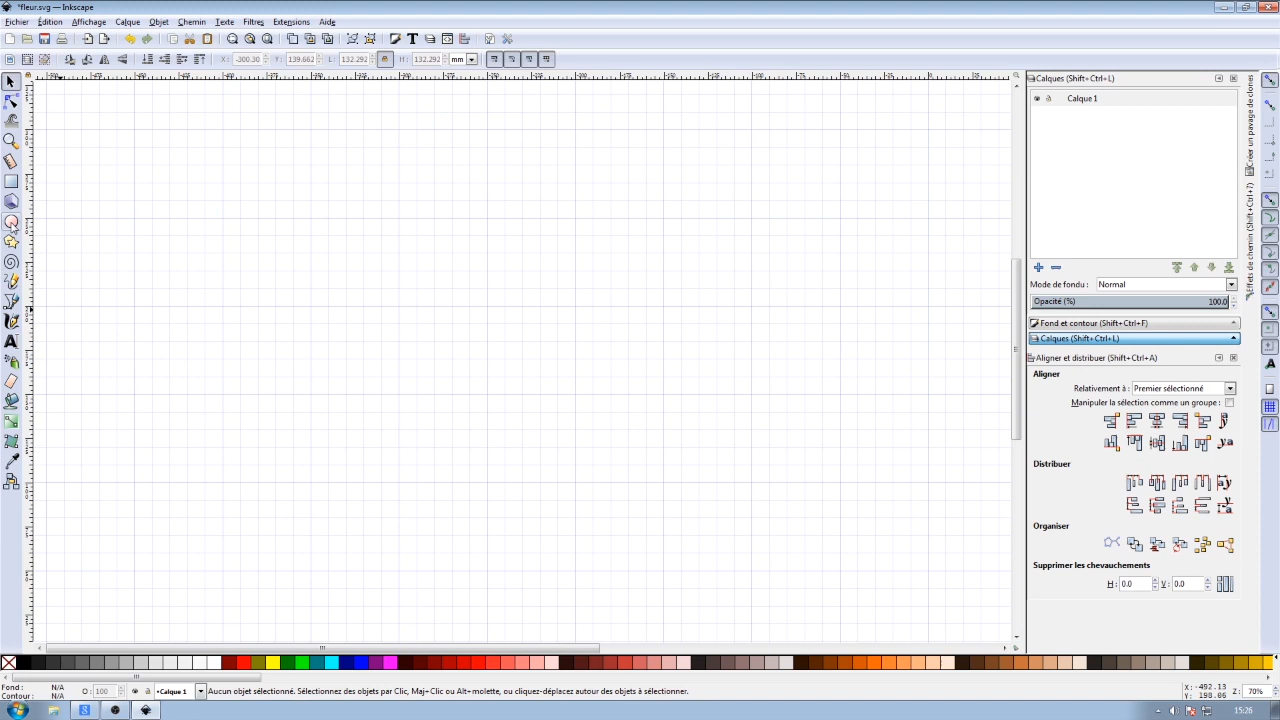 *fleur.svg — Inkscape
Fichier Édition Affichage Calque Objet Chemin Texte Filtres Extensions Aide
X: -300.30 Y: 139.662 L: 132.292 H: 132.292 mm
Calques (Shift+Ctrl+L)
Calque 1
Créer un pavage de clones
Effets de chemin (Shift+Ctrl+7)
Mode de fondu : Normal
Opacité (%) 100.0
Fond et contour (Shift+Ctrl+F)
Calques (Shift+Ctrl+L)
Aligner et distribuer (Shift+Ctrl+A)
Aligner
Relativement à : Premier sélectionné
Manipuler la sélection comme un groupe :
Distribuer
Organiser
Supprimer les chevauchements
H: 0.0 V: 0.0
Fond : N/A
Contour : N/A
O: 100
•Calque 1
Aucun objet sélectionné. Sélectionnez des objets par Clic, Maj+Clic ou Alt+molette, ou cliquez-déplacez autour des objets à sélectionner.
X: -492.13
Y: 198.06
Z: 70%
15:26